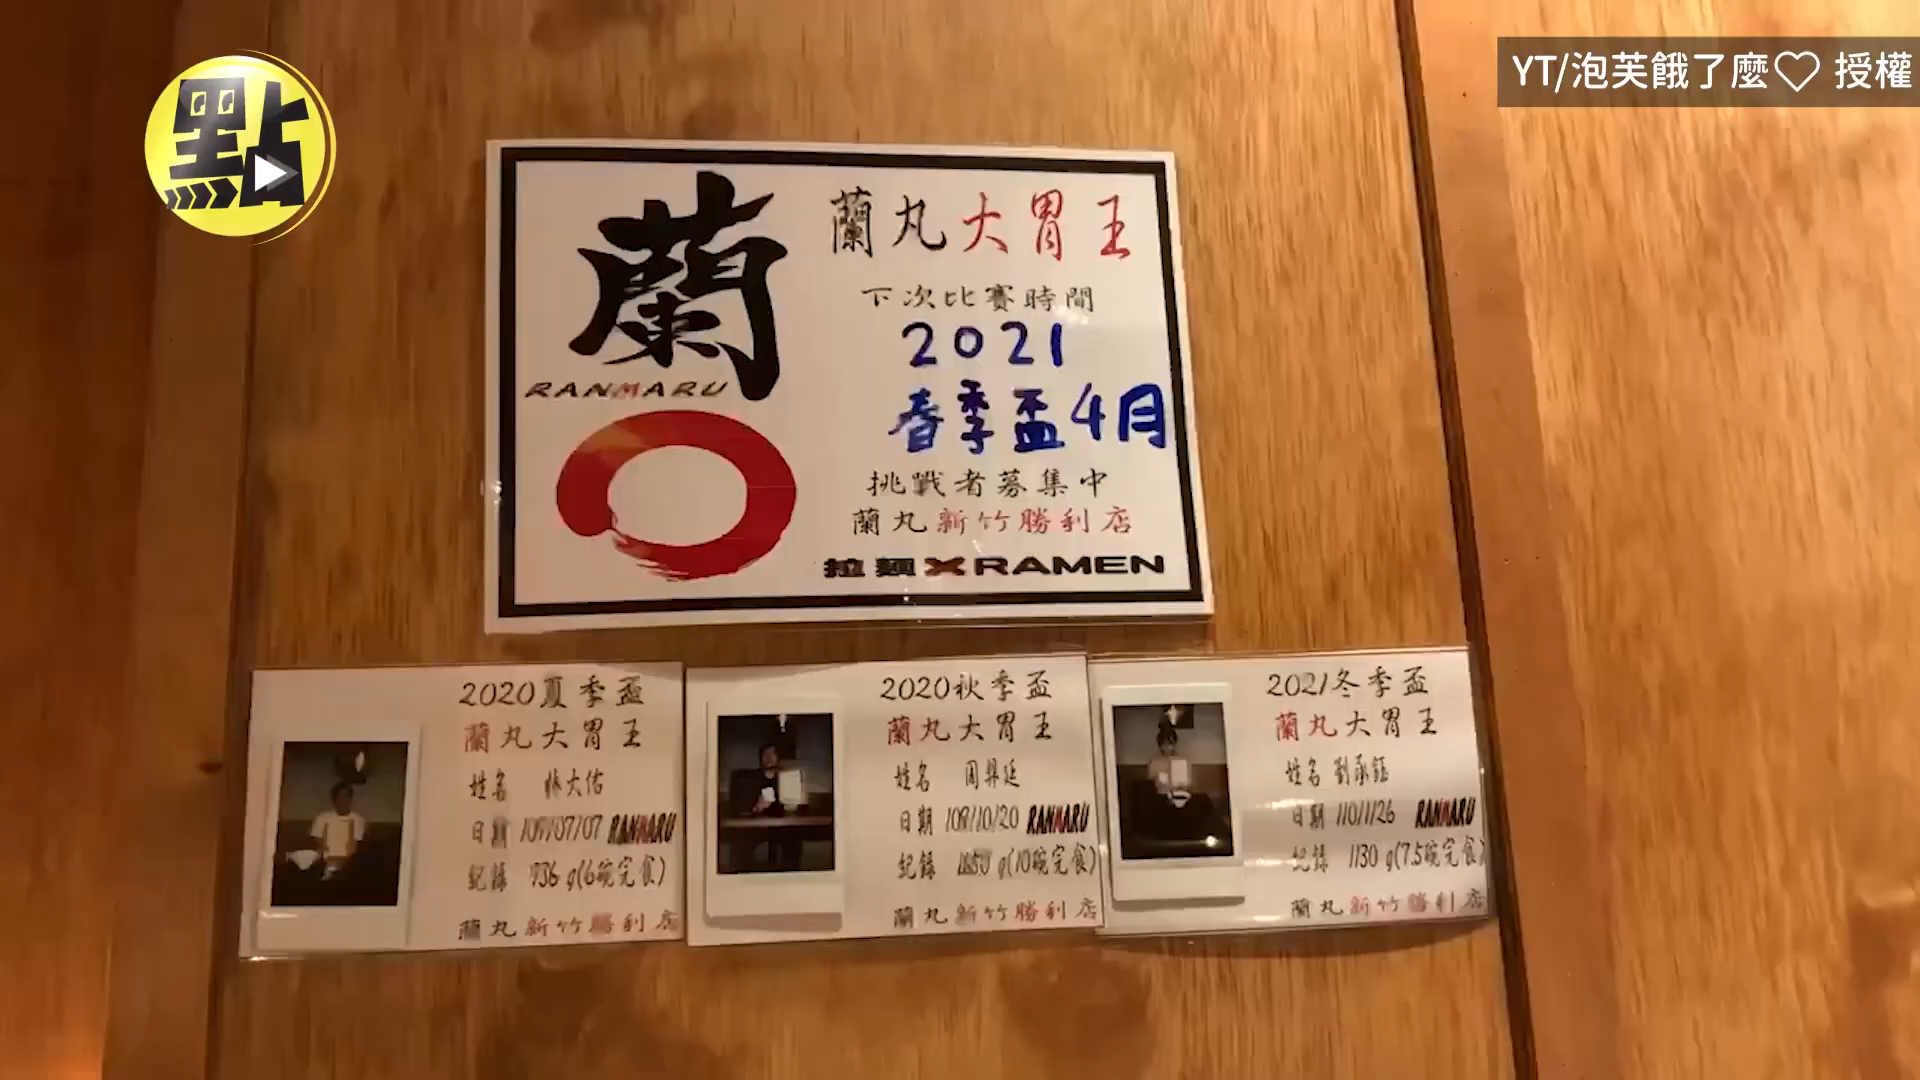 點
YT/泡芙餓了麼♡ 授權
蘭
RANMARU
蘭丸大胃王
下次比賽時間
2021
春季盃4月
挑戰者募集中
蘭丸新竹勝利店
拉麵XRAMEN
2020夏季盃
蘭丸大胃王
姓名 林大佑
日期 109/07/07 RANMARU
紀錄 936 g(6碗完食)
蘭丸新竹勝利店
2020秋季盃
蘭丸大胃王
姓名 周昇廷
日期 109/10/20 RANMARU
紀錄 g(10碗完食)
蘭丸新竹勝利店
2021冬季盃
蘭丸大胃王
姓名 劉承鈺
日期 110/1/26 RANMARU
紀錄 1130 g(7.5碗完食)
蘭丸新竹勝利店